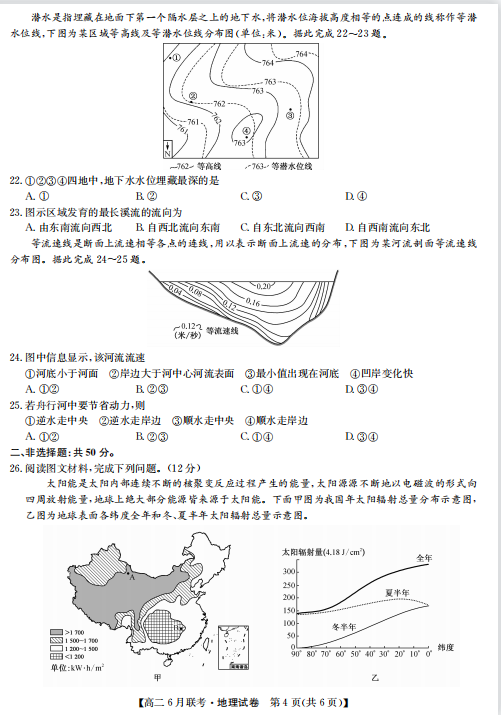 潜水是指埋藏在地面下第一个隔水层之上的地下水,将潜水位海拔高度相等的点连成的线称作等潜
水位线,下图为某区域等高线及等潜水位线分布图(单位:米)。据此完成22~23题。
764
764
①
763
763
②
762
③
762
761
761
④
763
N
762 等高线 763 等潜水位线
22. ①②③④四地中,地下水水位埋藏最深的是
A. ① B. ② C. ③ D. ④
23. 图示区域发育的最长溪流的流向为
A. 由东南流向西北 B. 自西北流向东南 C. 自东北流向西南 D. 自西南流向东北
等流速线是断面上流速相等各点的连线,用以表示断面上流速的分布,下图为某河流剖面等流速线
分布图。据此完成24~25题。
0.04 0.08 0.12 0.16 0.20
0.12 等流速线
(米/秒)
24. 图中信息显示,该河流流速
①河底小于河面 ②岸边大于河中心河流表面 ③最小值出现在河底 ④凹岸变化快
A. ①② B. ②③ C. ①④ D. ③④
25. 若舟行河中要节省动力,则
①逆水走中央 ②逆水走岸边 ③顺水走中央 ④顺水走岸边
A. ①② B. ②③ C. ①④ D. ③④
二、非选择题:共50分。
26. 阅读图文材料,完成下列问题。(12分)
太阳能是太阳内部连续不断的核聚变反应过程产生的能量,太阳源源不断地以电磁波的形式向
四周放射能量,地球上绝大部分能源皆来源于太阳能。下面甲图为我国年太阳辐射总量分布示意图,
乙图为地球表面各纬度全年和冬、夏半年太阳辐射总量示意图。
A
B
>1 700
1 500~1 700
1 200~1 500
<1 200
单位:kW·h/m²
甲
太阳辐射量(4.18 J/cm²)
全年
夏半年
冬半年
300
250
200
150
100
50
0
90° 80° 70° 60° 50° 40° 30° 20° 10° 0° 纬度
乙
【高二6月联考·地理试卷 第4页(共6页)】